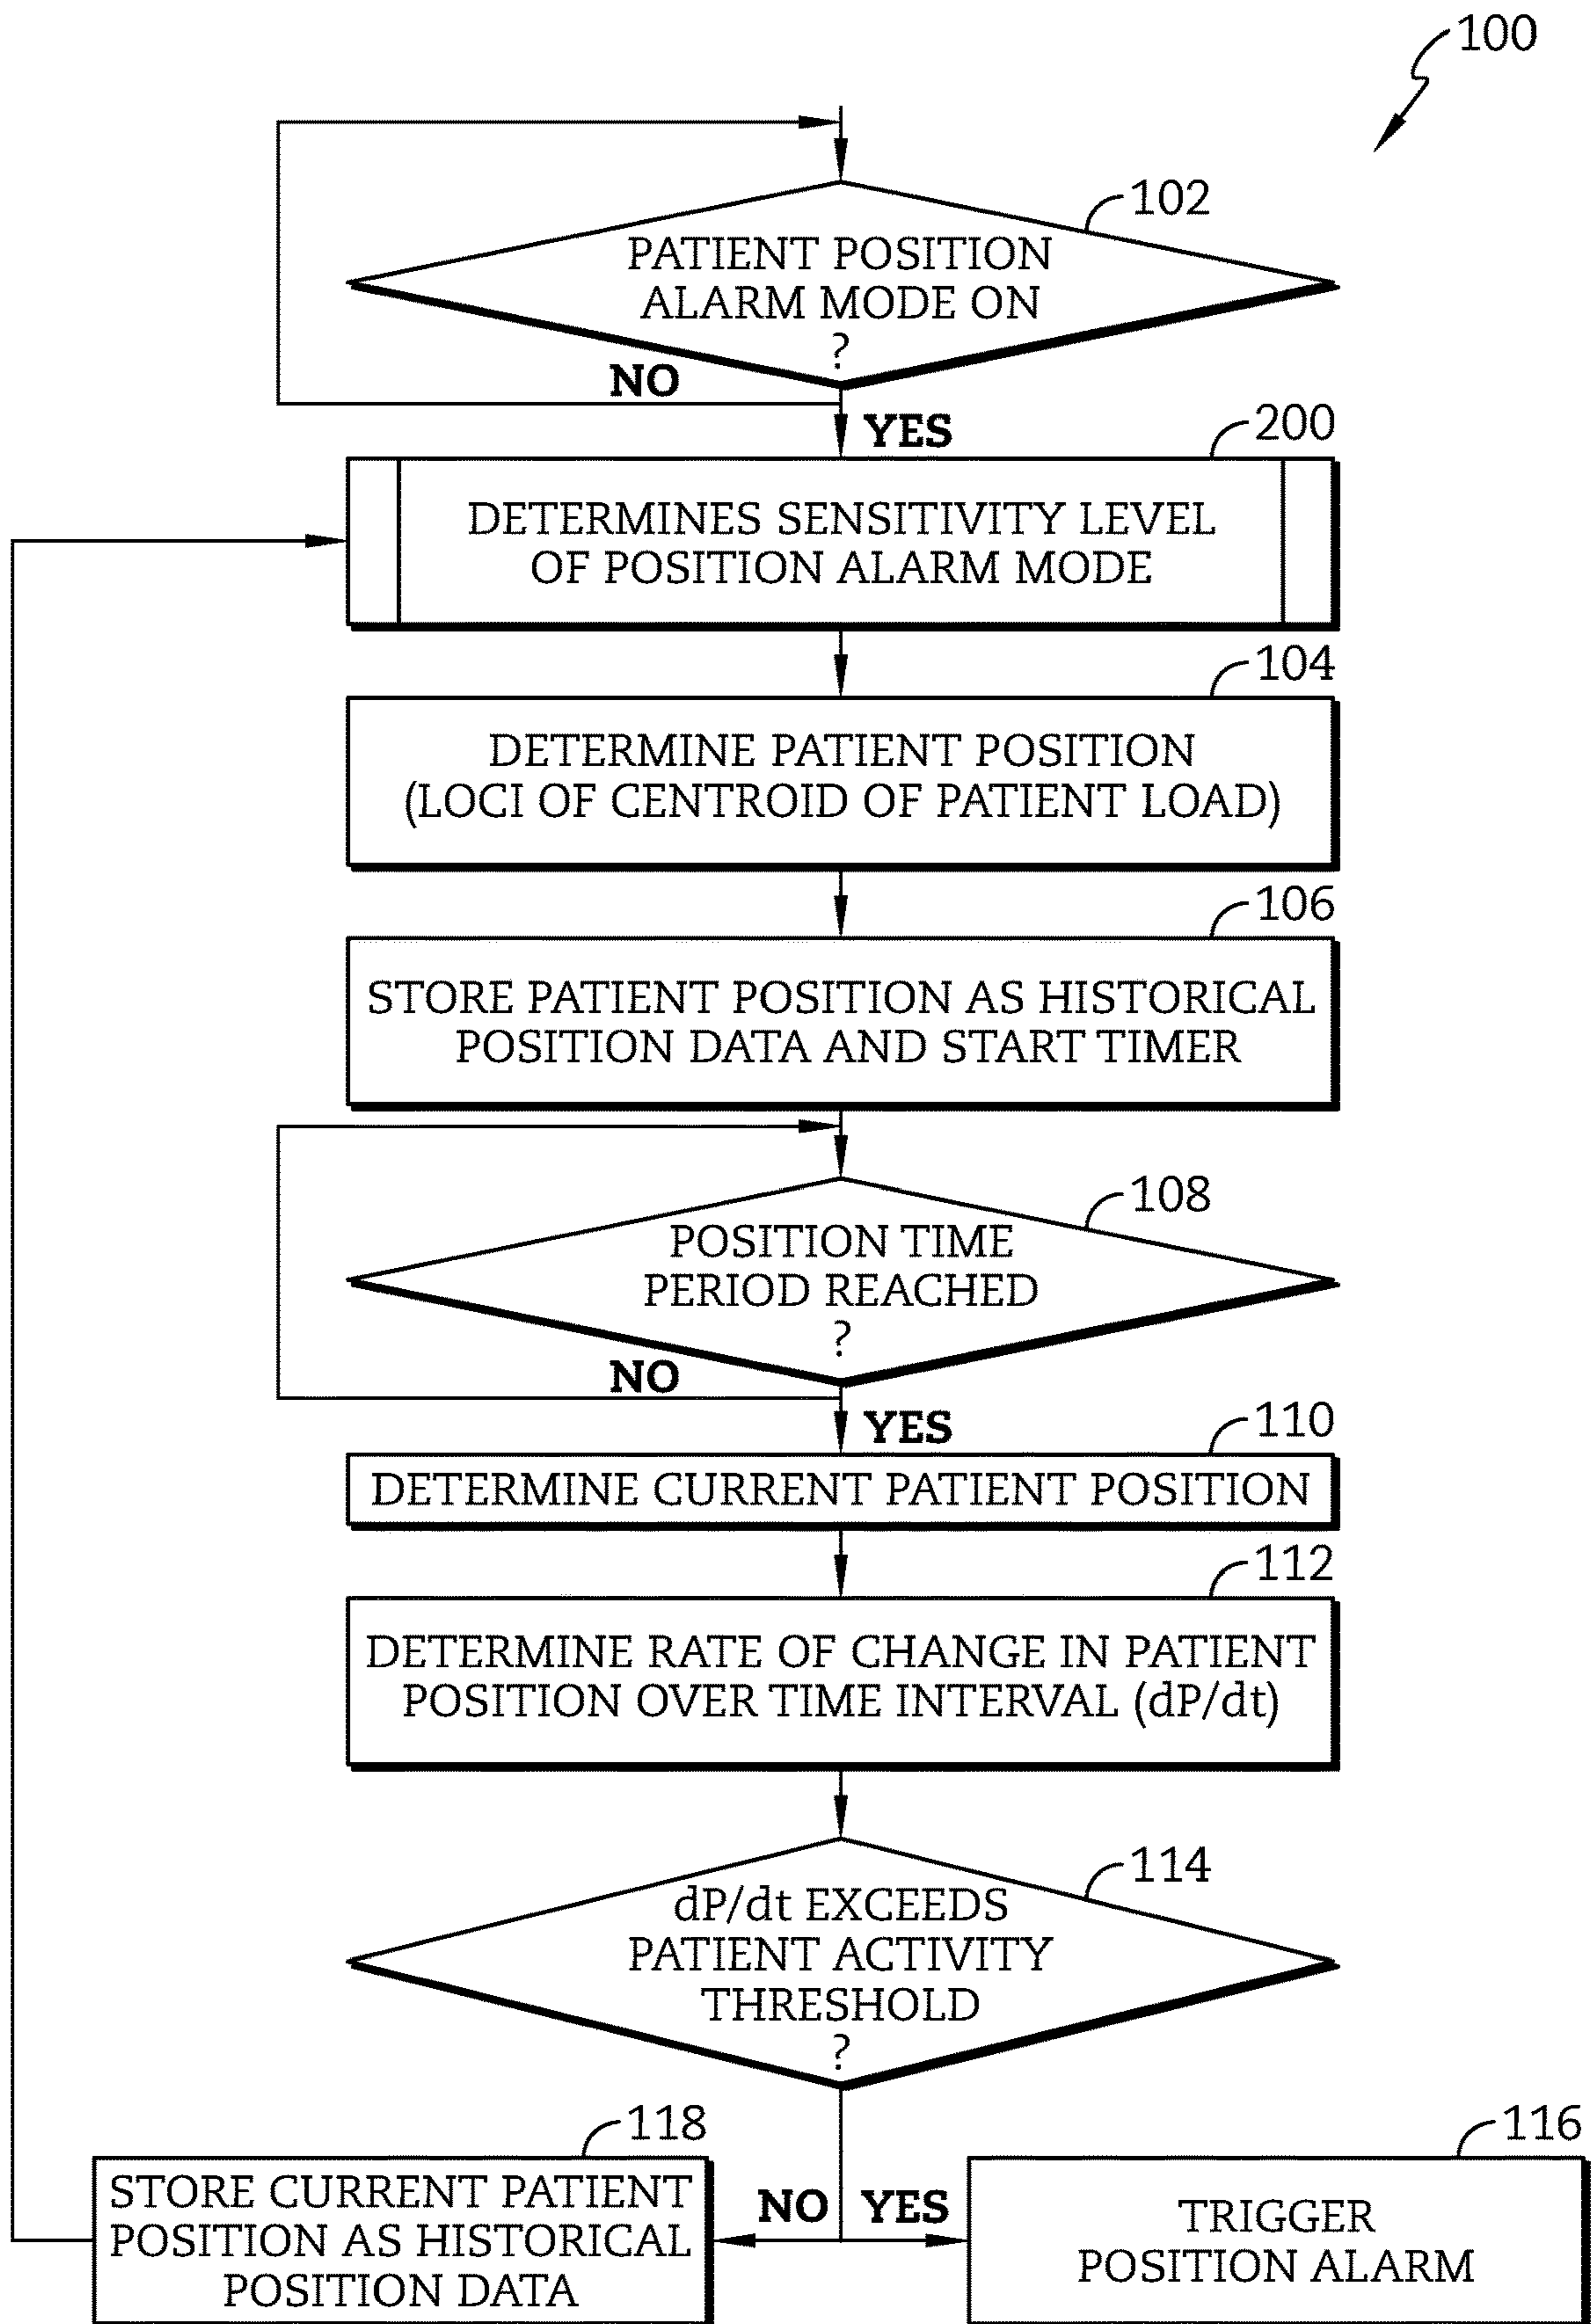 100
102
PATIENT POSITION
ALARM MODE ON
?
NO
YES
200
DETERMINES SENSITIVITY LEVEL
OF POSITION ALARM MODE
104
DETERMINE PATIENT POSITION
(LOCI OF CENTROID OF PATIENT LOAD)
106
STORE PATIENT POSITION AS HISTORICAL
POSITION DATA AND START TIMER
108
POSITION TIME
PERIOD REACHED
?
NO
YES
110
DETERMINE CURRENT PATIENT POSITION
112
DETERMINE RATE OF CHANGE IN PATIENT
POSITION OVER TIME INTERVAL (dP/dt)
114
dP/dt EXCEEDS
PATIENT ACTIVITY
THRESHOLD
?
NO
YES
118
STORE CURRENT PATIENT
POSITION AS HISTORICAL
POSITION DATA
116
TRIGGER
POSITION ALARM